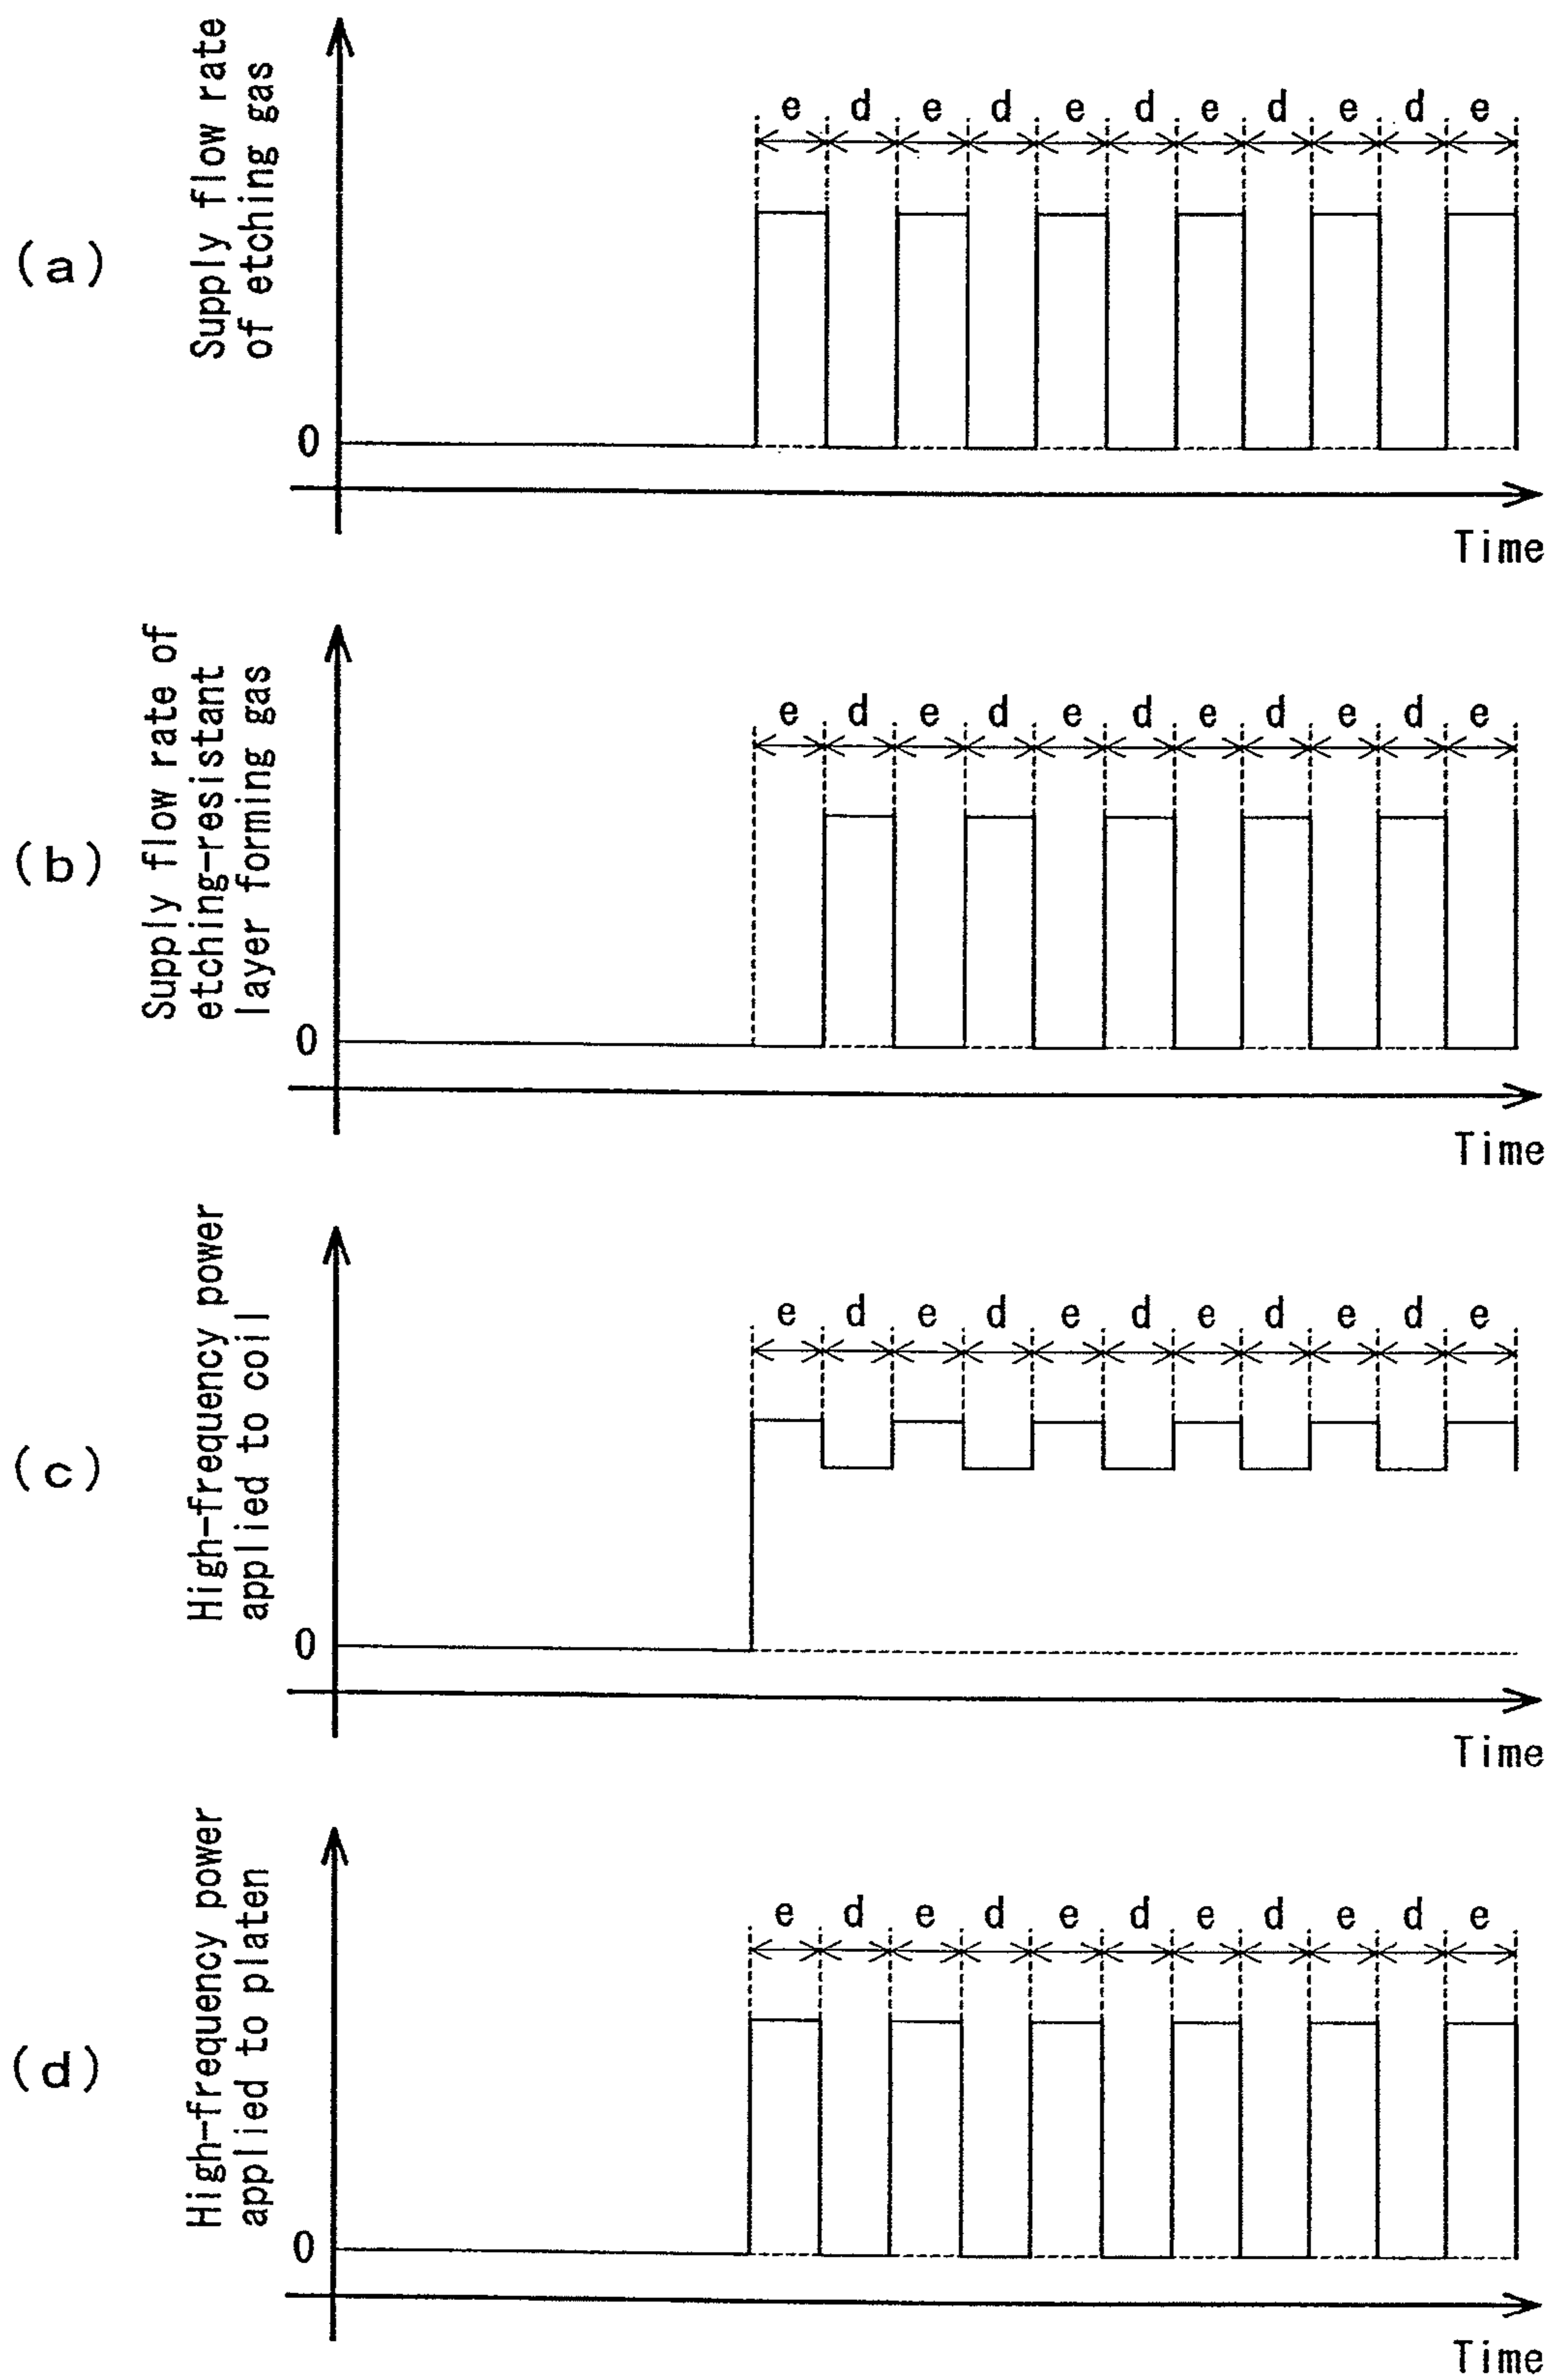 (a)
Supply flow rate
of etching gas
e d e d e d e d e d e
0
Time
(b)
Supply flow rate of
etching-resistant
layer forming gas
e d e d e d e d e d e
0
Time
(c)
High-frequency power
applied to coil
e d e d e d e d e d e
0
Time
(d)
High-frequency power
applied to platen
e d e d e d e d e d e
0
Time